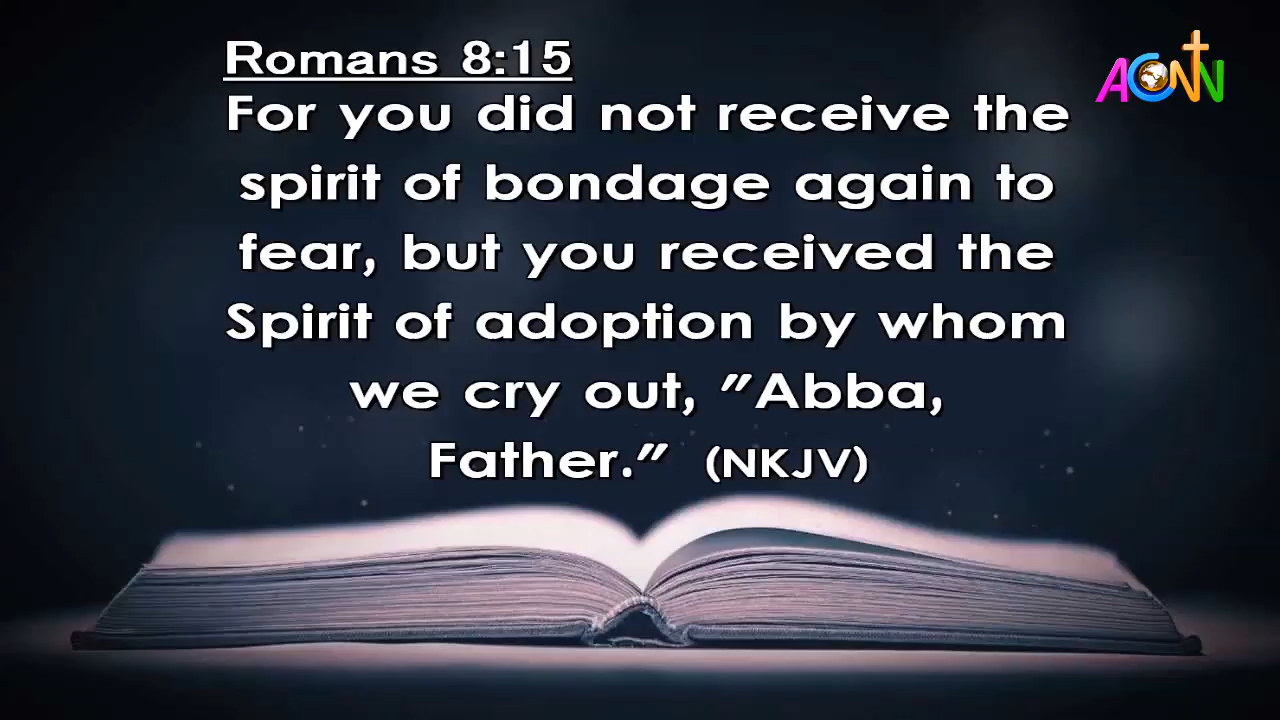 Romans 8:15
ACNN
For you did not receive the
spirit of bondage again to
fear, but you received the
Spirit of adoption by whom
we cry out, "Abba,
Father." (NKJV)